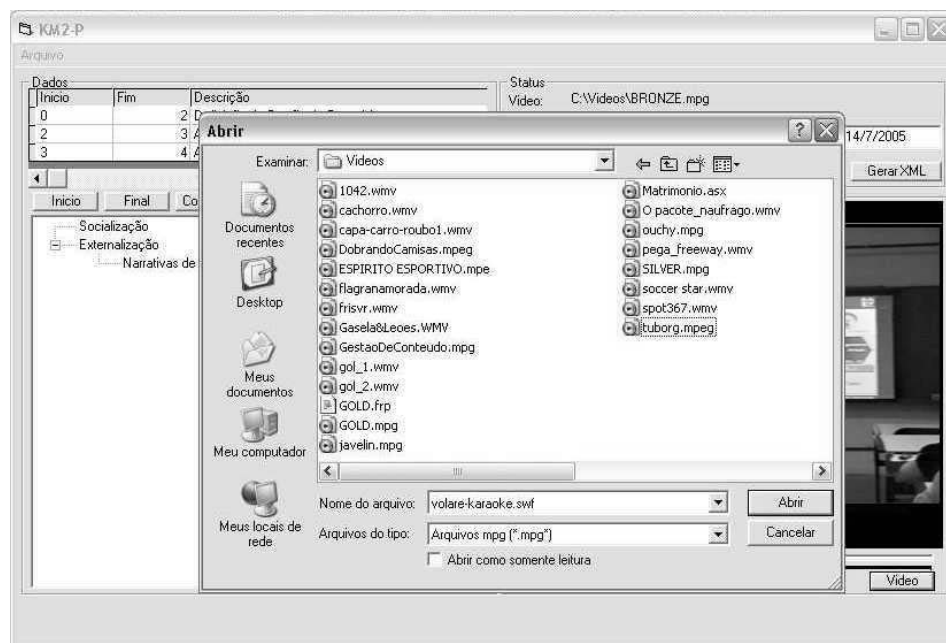 KM2-P
Arquivo
Dados
Inicio Fim Descrição
0 2
2 3
3 4
Status
Video: C:\Videos\BRONZE.mpg
14/7/2005
Gerar XML
Inicio Final Co
Socialização
Externalização
Narrativas de
Abrir
Examinar: Videos
Documentos recentes
Desktop
Meus documentos
Meu computador
Meus locais de rede
1042.wmv
cachorro.wmv
capa-carro-roubo1.wmv
DobrandoCamisas.mpeg
ESPIRITO ESPORTIVO.mpe
flagranamorada.wmv
frisvr.wmv
Gasela&Leoes.WMV
GestaoDeConteudo.mpg
gol_1.wmv
gol_2.wmv
GOLD.frp
GOLD.mpg
javelin.mpg
Matrimonio.asx
O pacote_naufrago.wmv
ouchy.mpg
pega_freeway.wmv
SILVER.mpg
soccer star.wmv
spot367.wmv
tuborg.mpeg
Nome do arquivo: volare-karaoke.swf Abrir
Arquivos do tipo: Arquivos mpg (*.mpg*) Cancelar
Abrir como somente leitura
Video